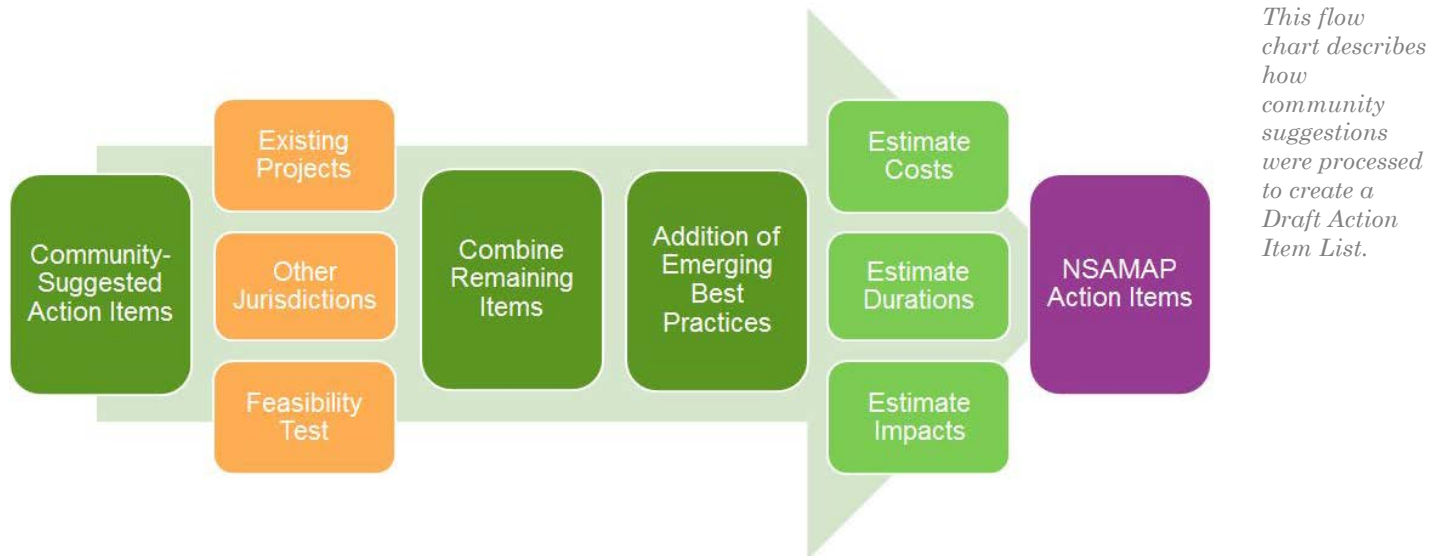 Community-
Suggested
Action Items
Existing
Projects
Other
Jurisdictions
Feasibility
Test
Combine
Remaining
Items
Addition of
Emerging
Best
Practices
Estimate
Costs
Estimate
Durations
Estimate
Impacts
NSAMAP
Action Items
This flow
chart describes
how
community
suggestions
were processed
to create a
Draft Action
Item List.